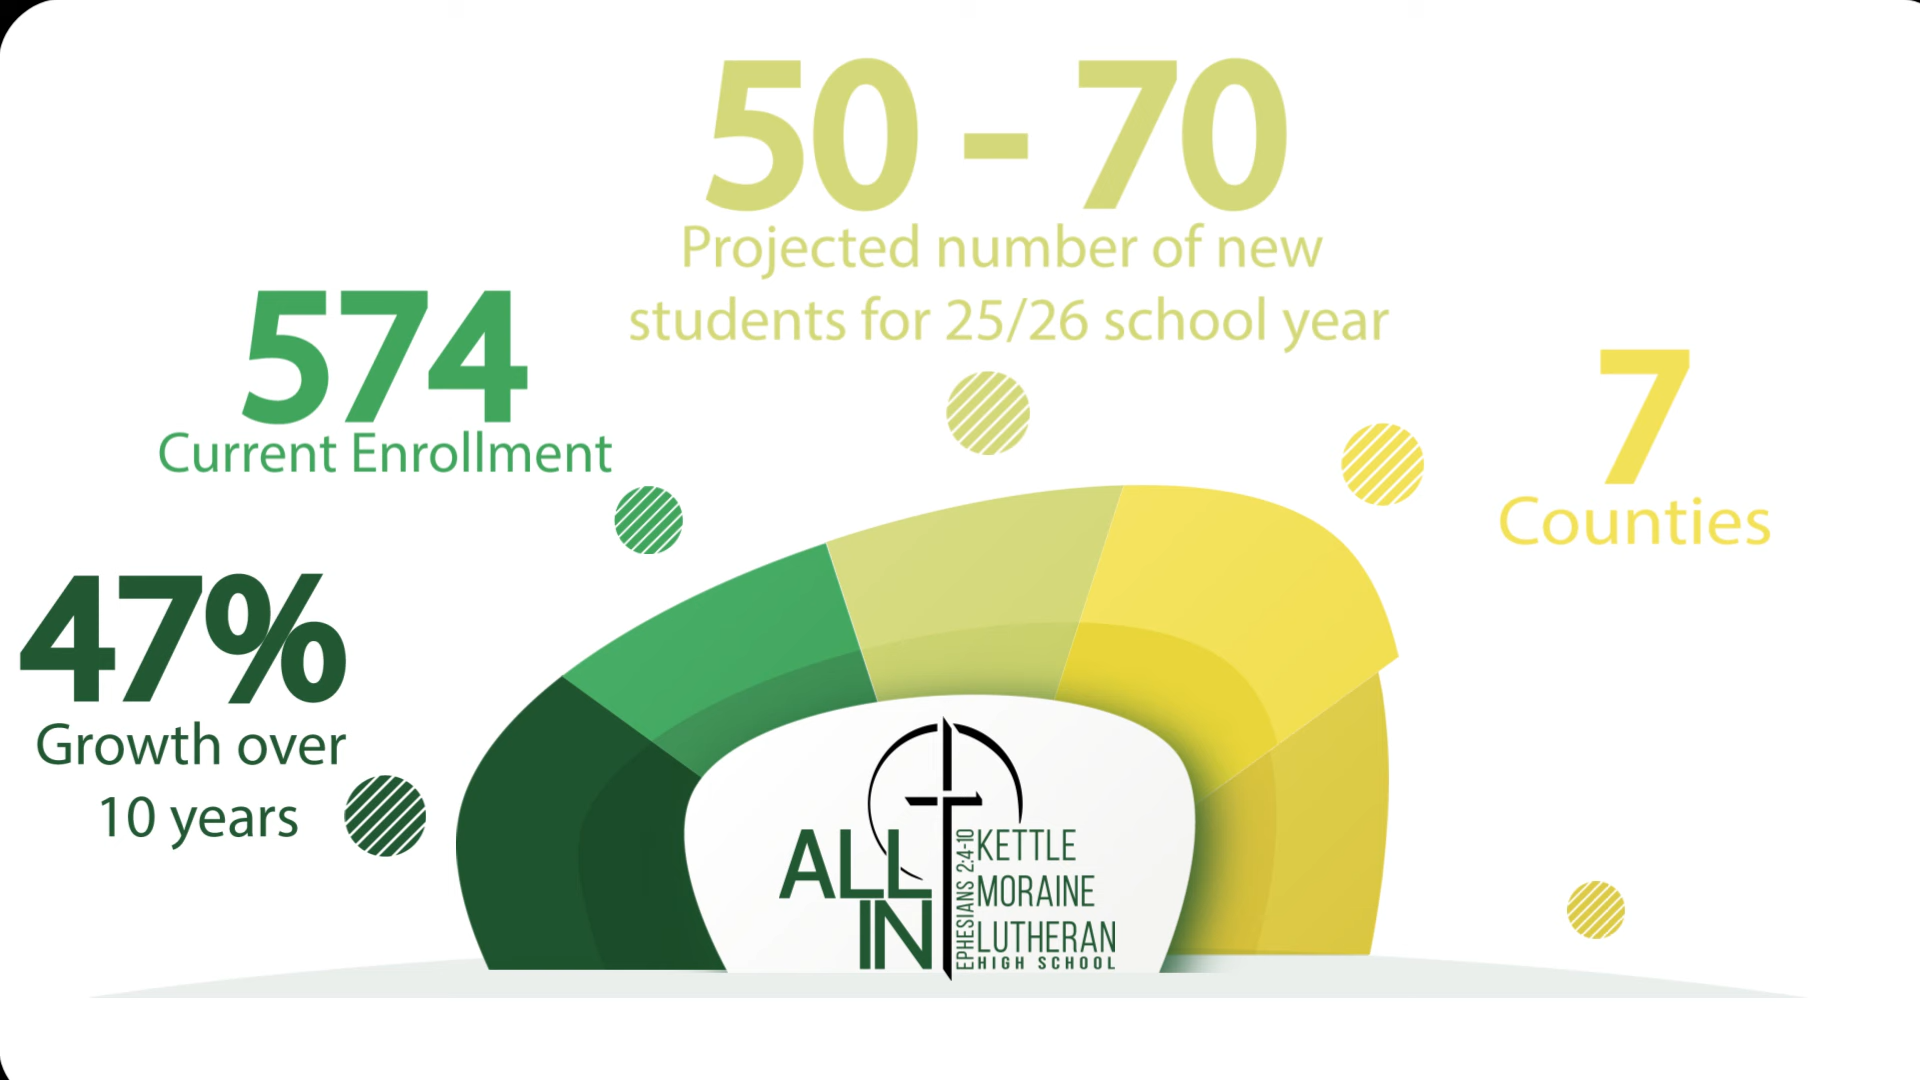 50 - 70
Projected number of new
students for 25/26 school year
574
Current Enrollment
7
Counties
47%
Growth over
10 years
ALL
IN
EPHESIANS 2:4-10
KETTLE
MORAINE
LUTHERAN
HIGH SCHOOL